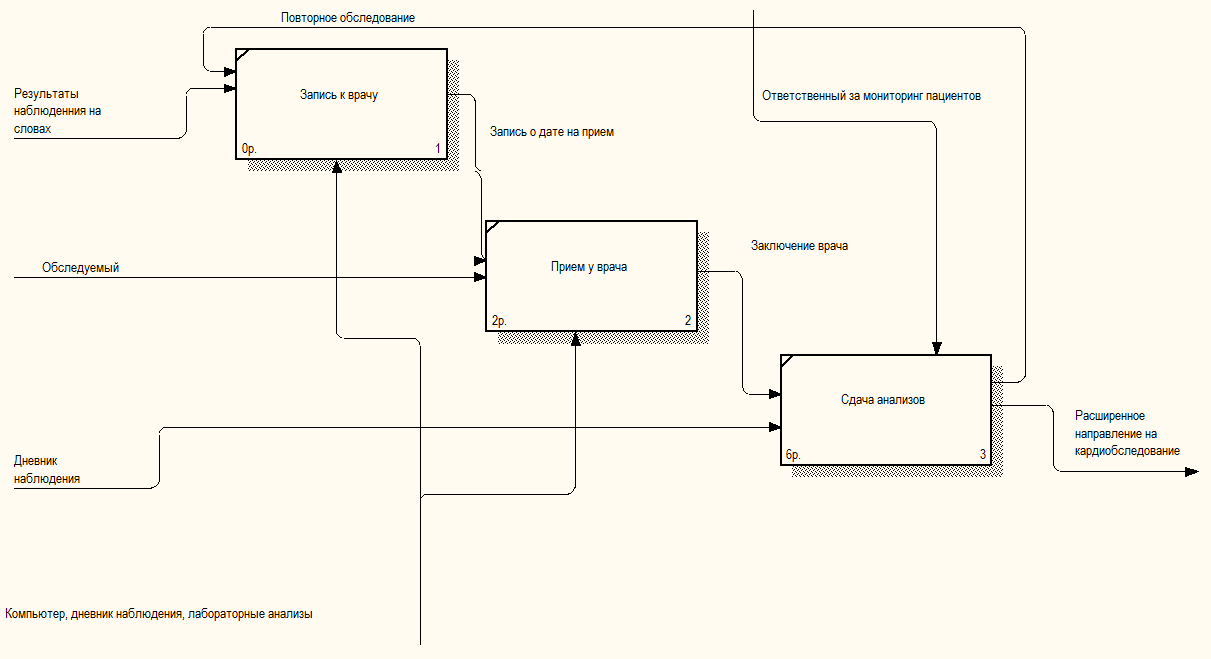 Повторное обследование
Результаты
наблюденния на
словах
Запись к врачу
0р.
1
Ответственный за мониторинг пациентов
Запись о дате на прием
Обследуемый
Прием у врача
2р.
2
Заключение врача
Сдача анализов
6р.
3
Расширенное
направление на
кардиобследование
Дневник
наблюдения
Компьютер, дневник наблюдения, лабораторные анализы